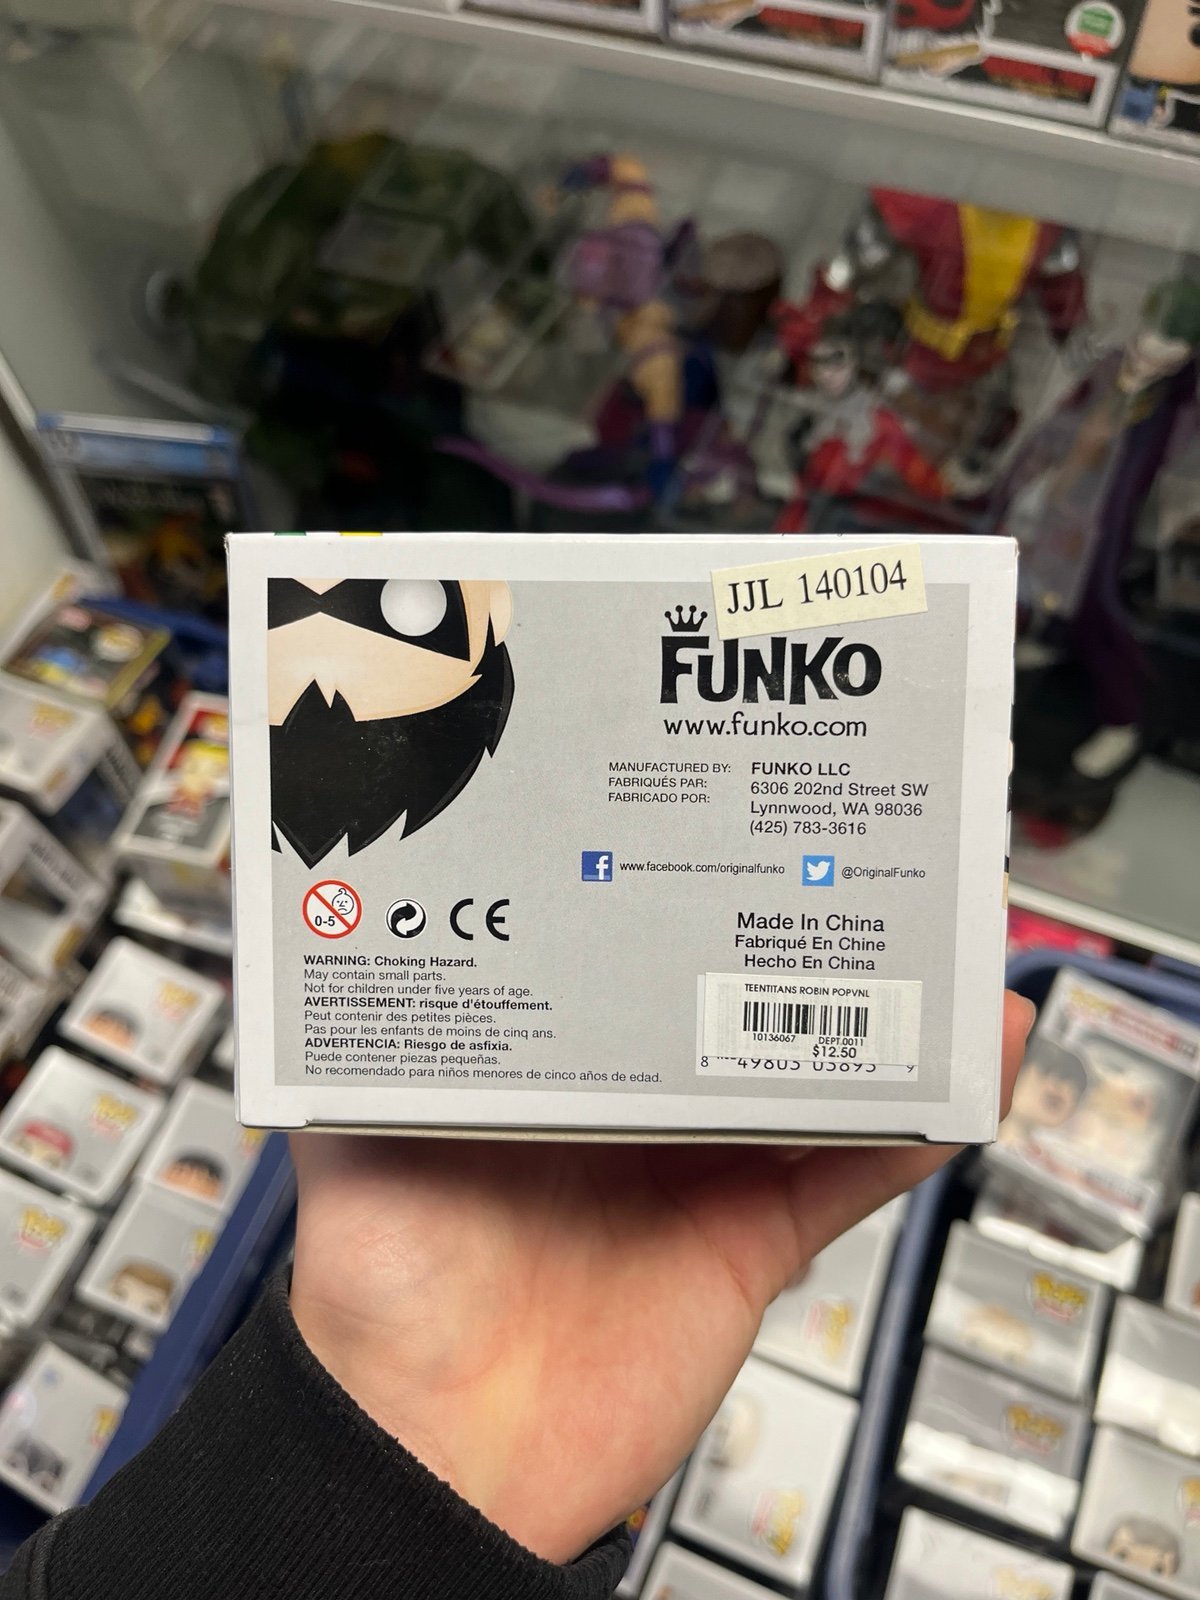 JJL 140104
FUNKO
www.funko.com
MANUFACTURED BY:
FABRIQUÉS PAR:
FABRICADO POR:
FUNKO LLC
6306 202nd Street SW
Lynnwood, WA 98036
(425) 783-3616
www.facebook.com/originalfunko
@OriginalFunko
0-5
CE
WARNING: Choking Hazard.
May contain small parts.
Not for children under five years of age.
AVERTISSEMENT: risque d'étouffement.
Peut contenir des petites pièces.
Pas pour les enfants de moins de cinq ans.
ADVERTENCIA: Riesgo de asfixia.
Puede contener piezas pequeñas.
No recomendado para niños menores de cinco años de edad.
Made In China
Fabriqué En Chine
Hecho En China
TEENTITANS ROBIN POPVNL
10136067 DEPT.0011
$12.50
8 49803 05895 9